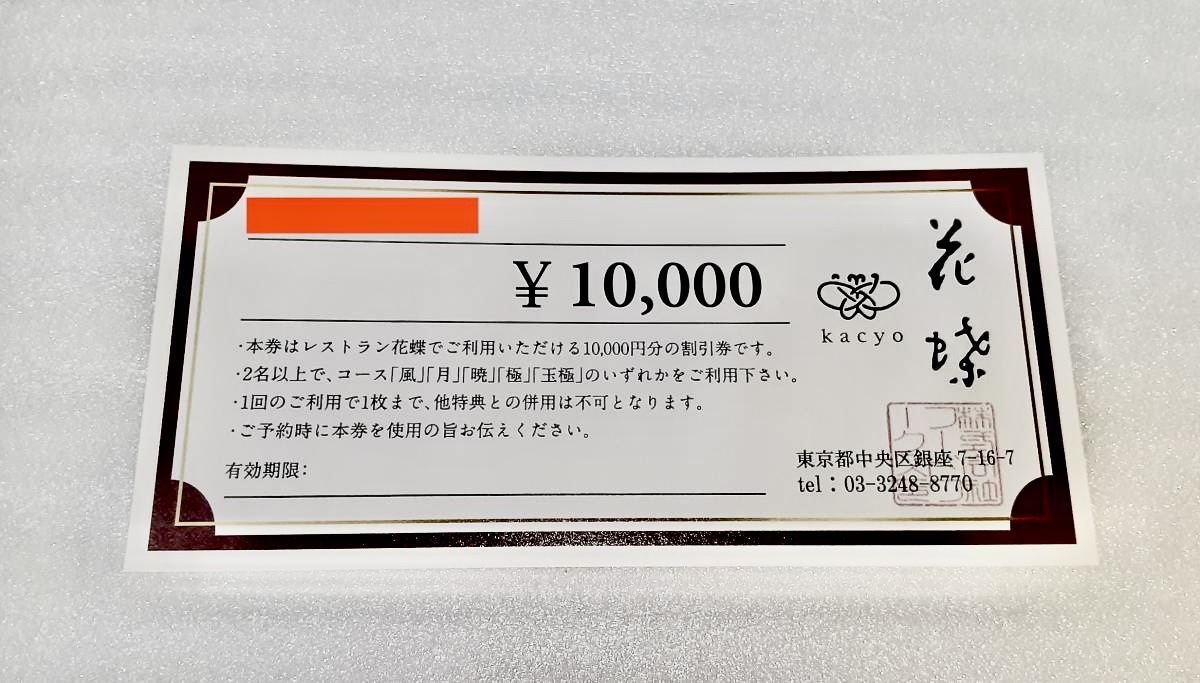 ¥ 10,000
・本券はレストラン花蝶でご利用いただける10,000円分の割引券です。
・2名以上で、コース「風」「月」「暁」「極」「玉極」のいずれかをご利用下さい。
・1回のご利用で1枚まで、他特典との併用は不可となります。
・ご予約時に本券を使用の旨お伝えください。
有効期限：
花蝶
kacyo
東京都中央区銀座 7-16-7
tel：03-3248-8770